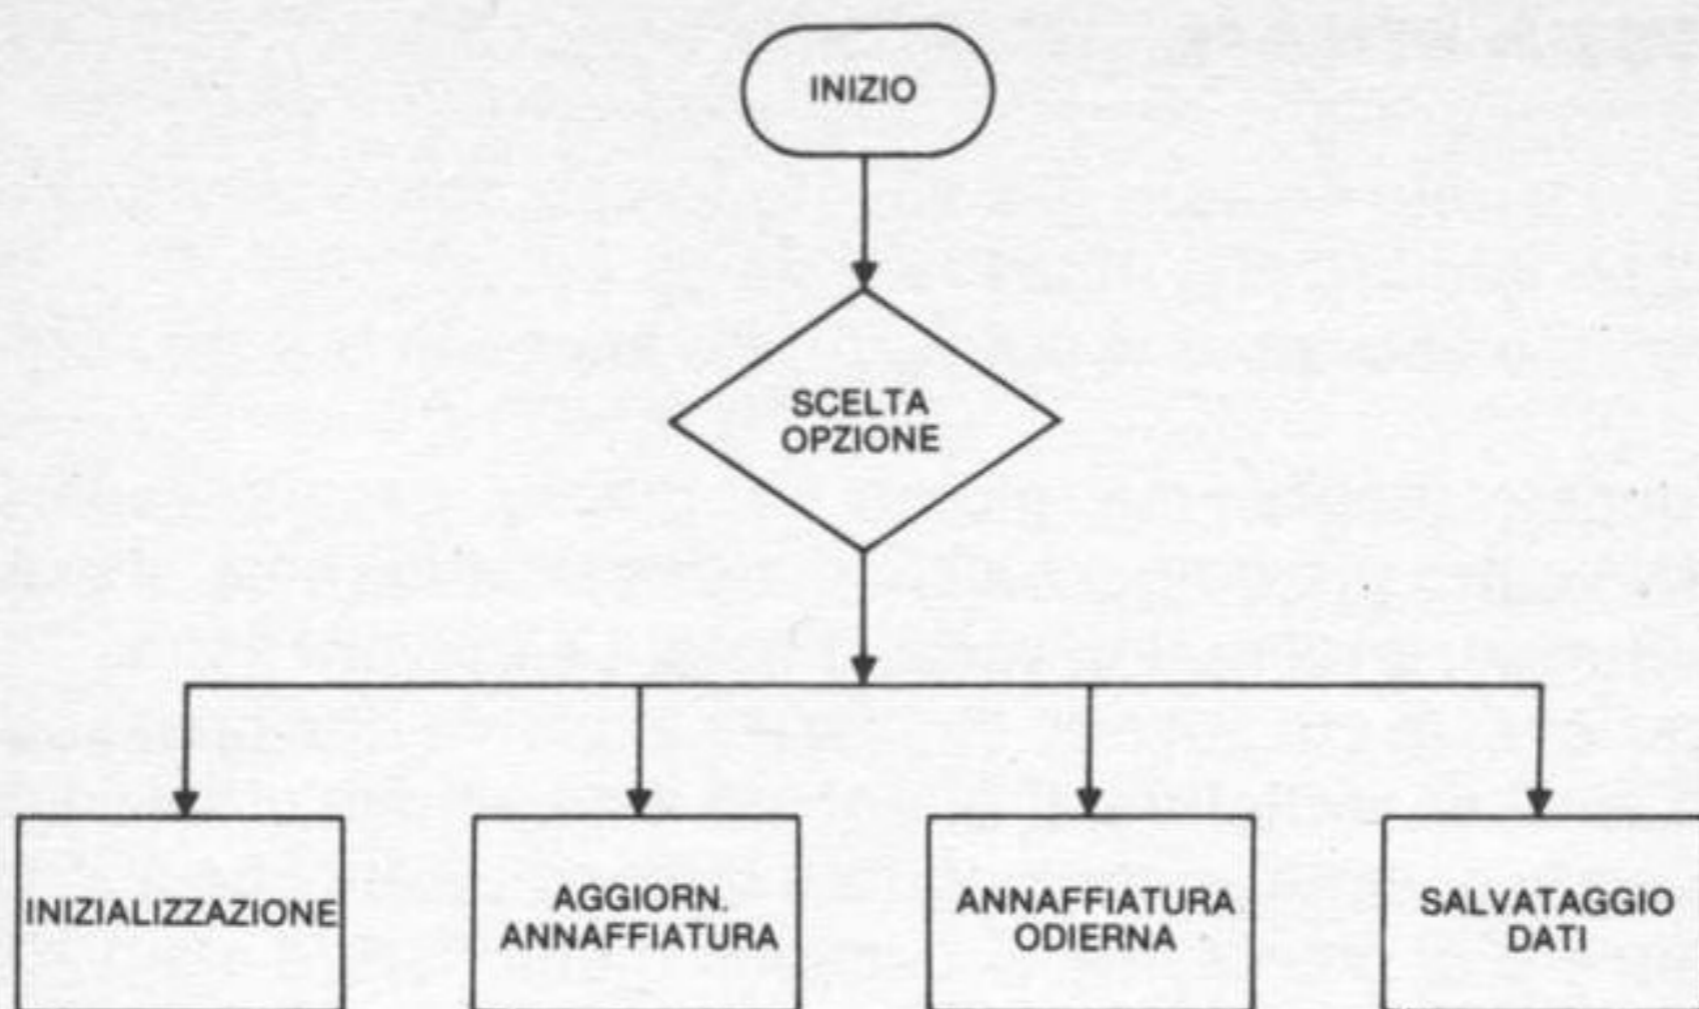 INIZIO
SCELTA
OPZIONE
INIZIALIZZAZIONE
AGGIORN.
ANNAFFIATURA
ANNAFFIATURA
ODIERNA
SALVATAGGIO
DATI